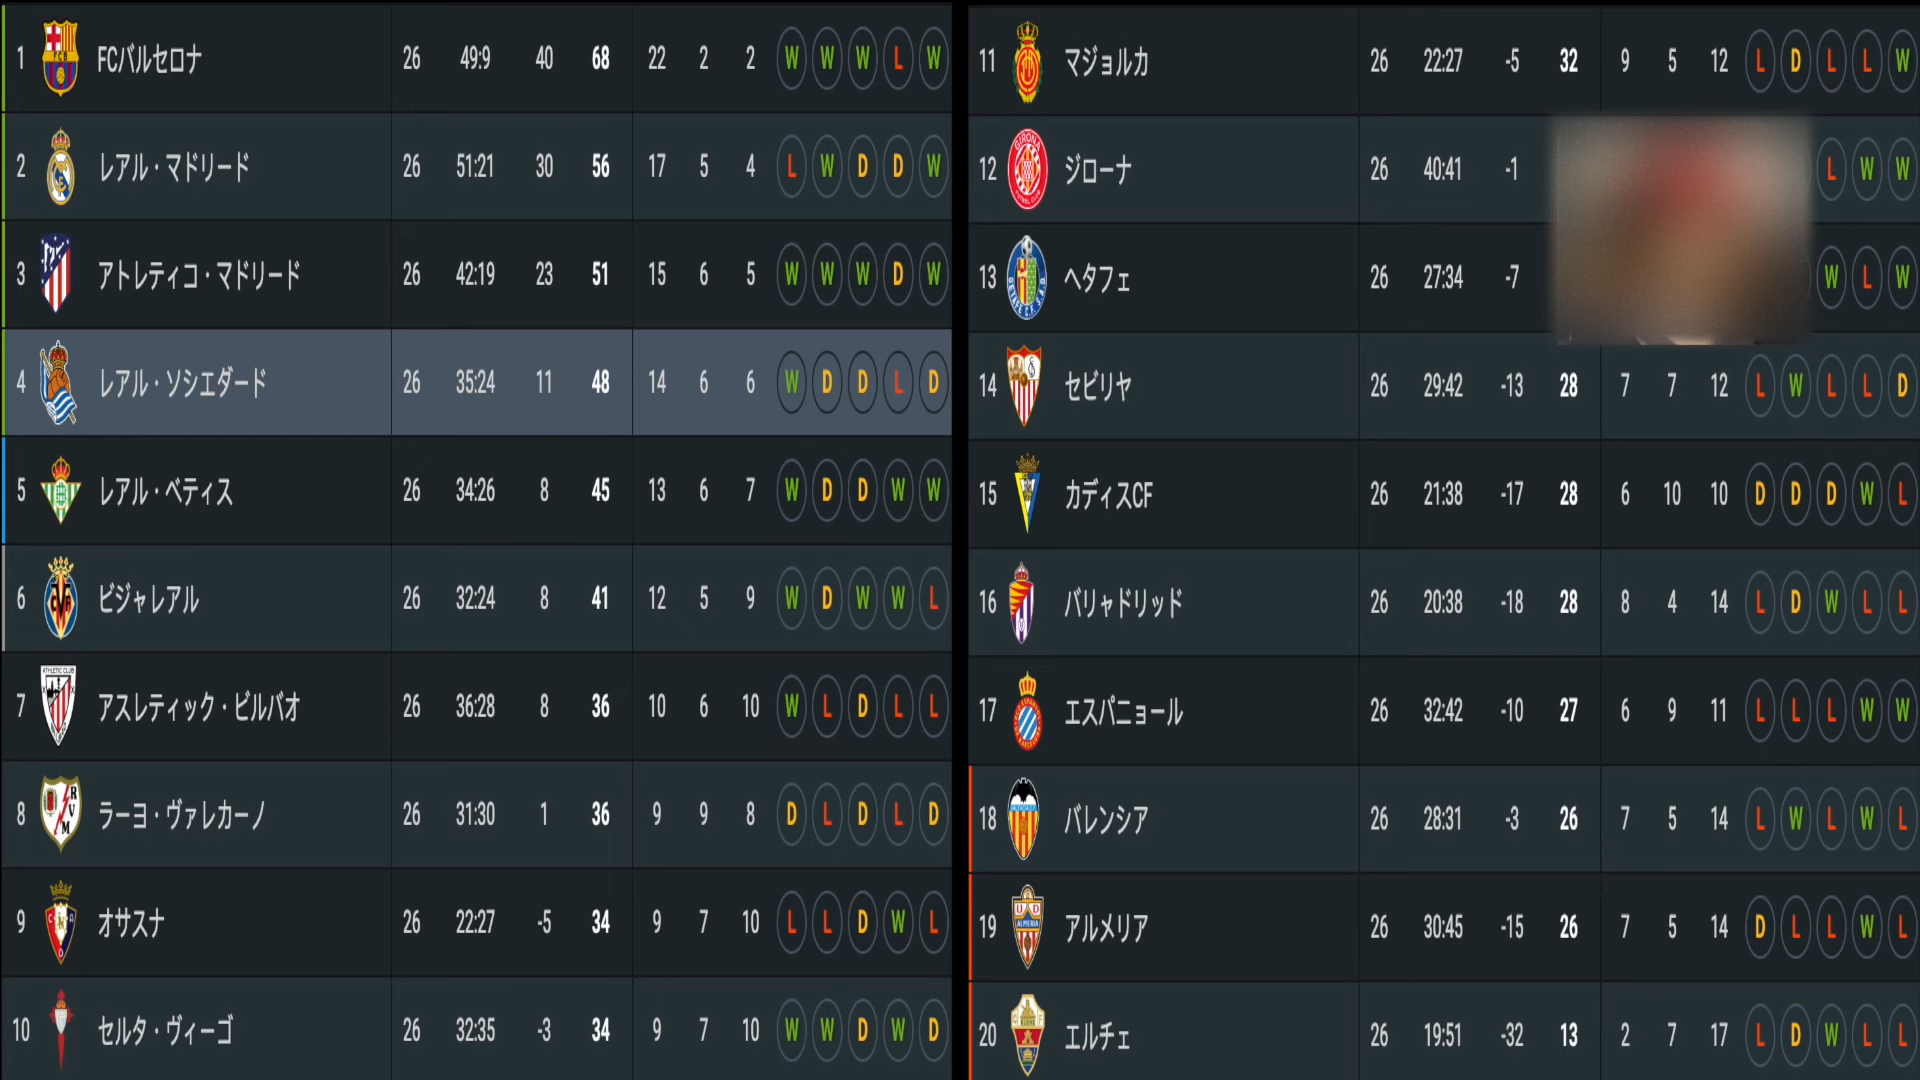 1 FCバルセロナ 26 49:9 40 68 22 2 2 W W W L W
2 レアル・マドリード 26 51:21 30 56 17 5 4 L W D D W
3 アトレティコ・マドリード 26 42:19 23 51 15 6 5 W W W D W
4 レアル・ソシエダード 26 35:24 11 48 14 6 6 W D D L D
5 レアル・ベティス 26 34:26 8 45 13 6 7 W D D W W
6 ビジャレアル 26 32:24 8 41 12 5 9 W D W W L
7 アスレティック・ビルバオ 26 36:28 8 36 10 6 10 W L D L L
8 ラーヨ・ヴァレカーノ 26 31:30 1 36 9 9 8 D L D L D
9 オサスナ 26 22:27 -5 34 9 7 10 L L D W L
10 セルタ・ヴィーゴ 26 32:35 -3 34 9 7 10 W W D W D
11 マジョルカ 26 22:27 -5 32 9 5 12 L D L L W
12 ジローナ 26 40:41 -1 L W W
13 ヘタフェ 26 27:34 -7 W L W
14 セビリヤ 26 29:42 -13 28 7 7 12 L W L L D
15 カディスCF 26 21:38 -17 28 6 10 10 D D D W L
16 バリャドリッド 26 20:38 -18 28 8 4 14 L D W L L
17 エスパニョール 26 32:42 -10 27 6 9 11 L L L W W
18 バレンシア 26 28:31 -3 26 7 5 14 L W L W L
19 アルメリア 26 30:45 -15 26 7 5 14 D L L W L
20 エルチェ 26 19:51 -32 13 2 7 17 L D W L L